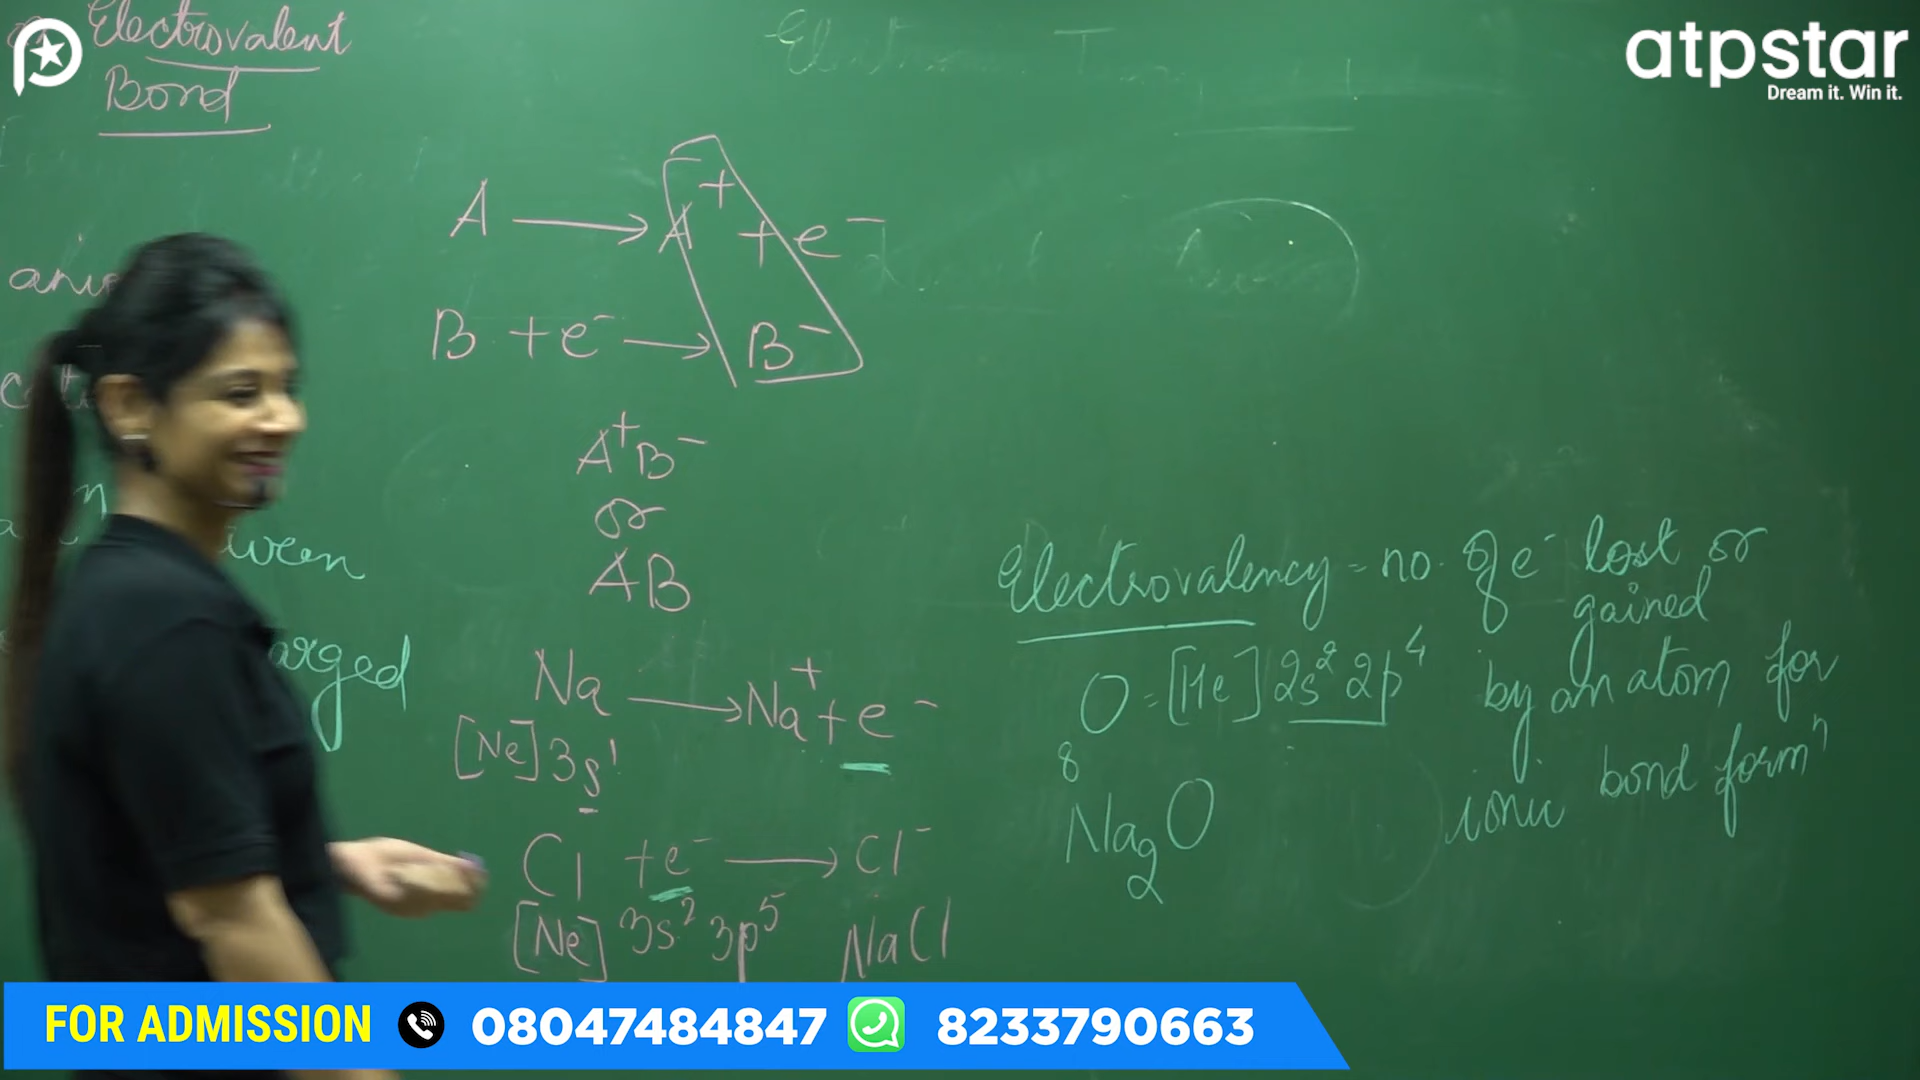 Electrovalent
Bond
atpstar
Dream it. Win it.
A → A⁺ + e⁻
B + e⁻ → B⁻
A⁺B⁻
or
AB
ween
arged
Na → Na⁺ + e⁻
[Ne] 3s¹
Cl + e⁻ → Cl⁻
[Ne] 3s² 3p⁵ NaCl
Electrovalency = no. of e⁻ lost or
gained
by an atom for
ionic bond formⁿ
O = [He] 2s² 2p⁴
8
Na₂O
FOR ADMISSION 08047484847 8233790663